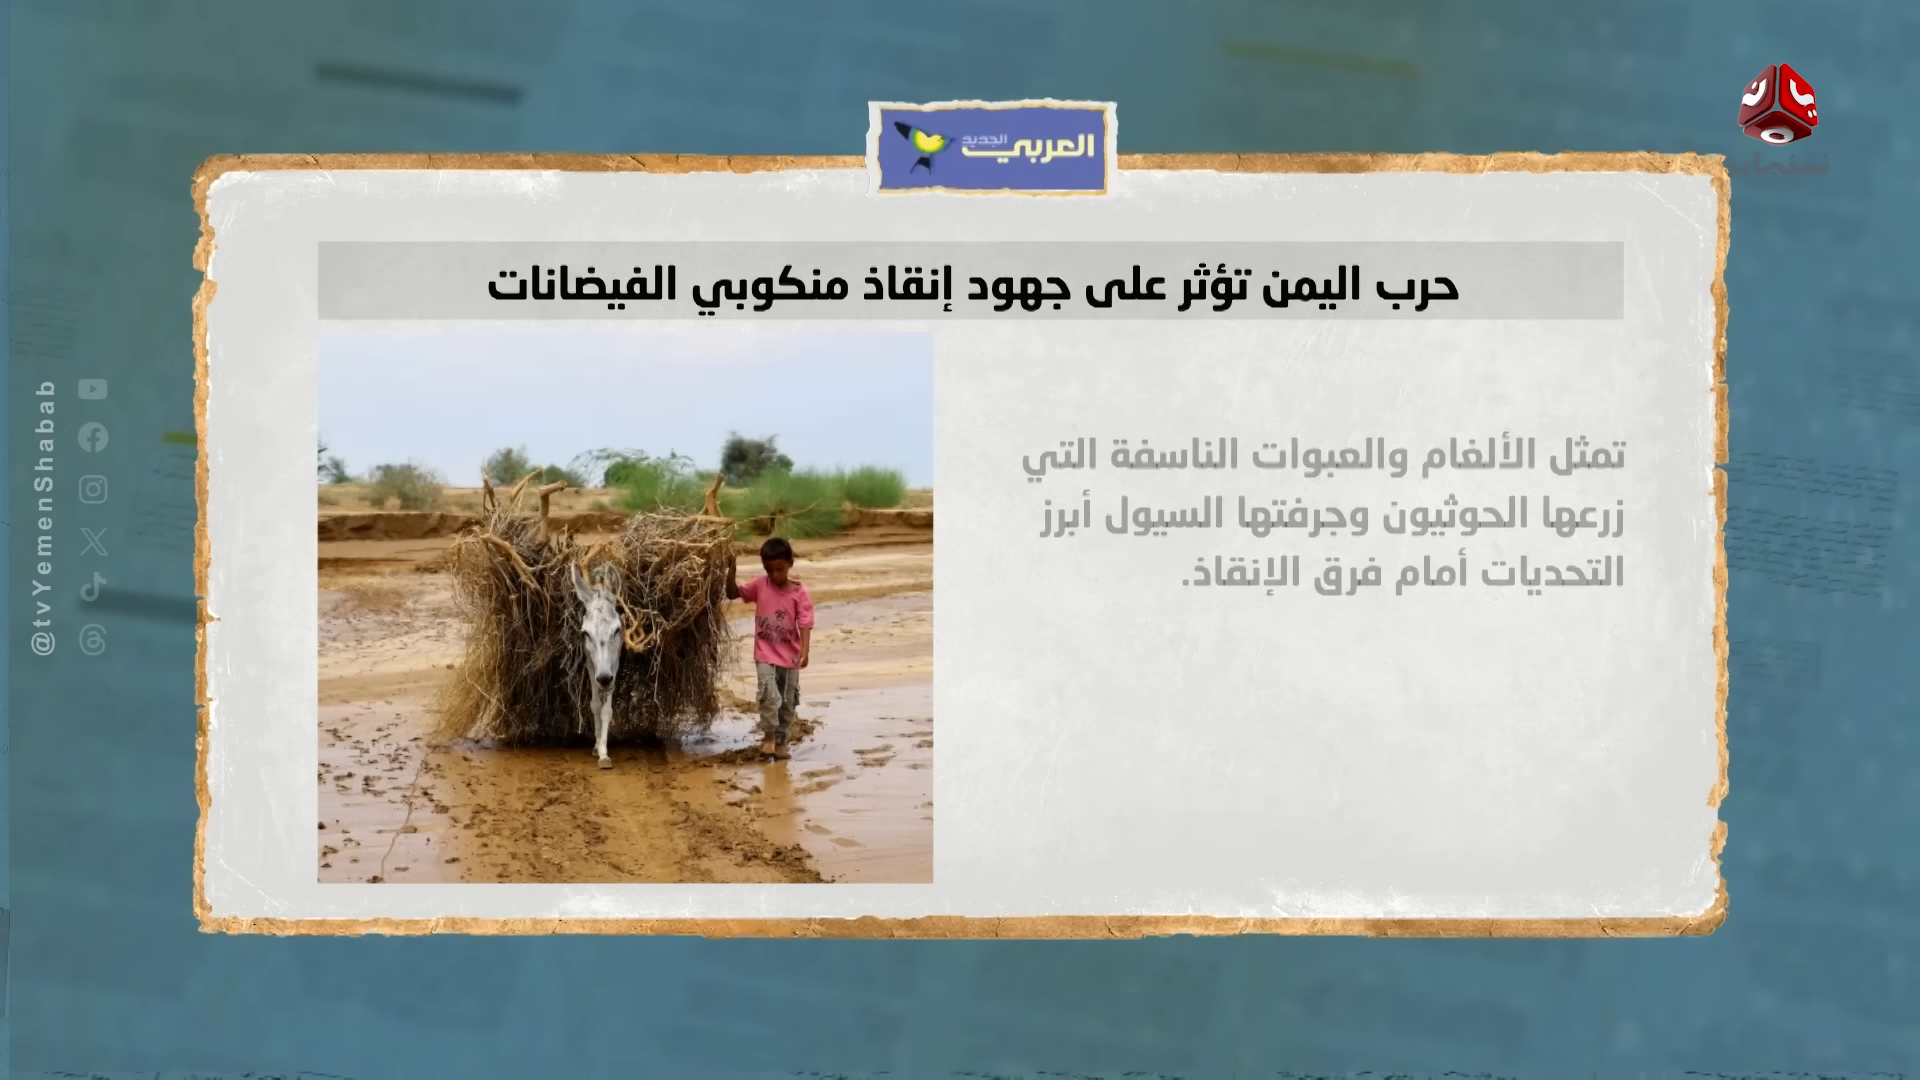 العربي الجديد
حرب اليمن تؤثر على جهود إنقاذ منكوبي الفيضانات
تمثل الألغام والعبوات الناسفة التي
زرعها الحوثيون وجرفتها السيول أبرز
التحديات أمام فرق الإنقاذ.
@tvYemenShabab